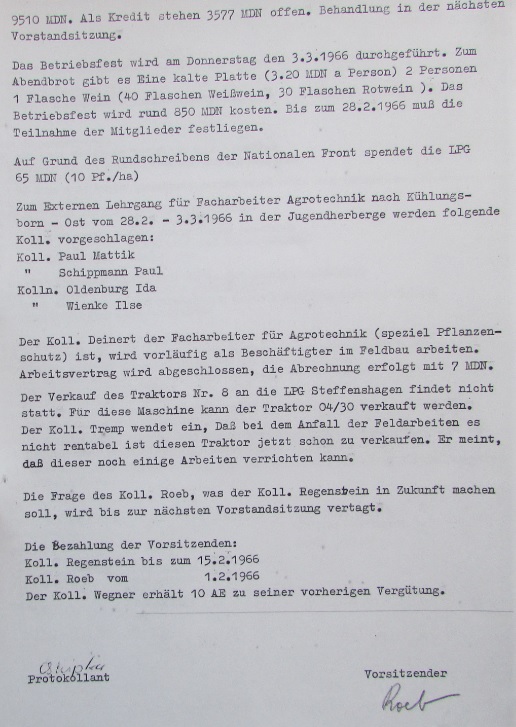 9510 MDN. Als Kredit stehen 3577 MDN offen. Behandlung in der nächsten
Vorstandsitzung.
Das Betriebsfest wird am Donnerstag den 3.3.1966 durchgeführt. Zum
Abendbrot gibt es Eine kalte Platte (3.20 MDN a Person) 2 Personen
1 Flasche Wein (40 Flaschen Weißwein, 30 Flaschen Rotwein ). Das
Betriebsfest wird rund 850 MDN kosten. Bis zum 28.2.1966 muß die
Teilnahme der Mitglieder festliegen.
Auf Grund des Rundschreibens der Nationalen Front spendet die LPG
65 MDN (10 Pf./ha)
Zum Externen Lehrgang für Facharbeiter Agrotechnik nach Kühlungs-
born - Ost vom 28.2. - 3.3.1966 in der Jugendherberge werden folgende
Koll. vorgeschlagen:
Koll. Paul Mattik
" Schippmann Paul
Kolln. Oldenburg Ida
" Wienke Ilse
Der Koll. Deinert der Facharbeiter für Agrotechnik (speziel Pflanzen-
schutz) ist, wird vorläufig als Beschäftigter im Feldbau arbeiten.
Arbeitsvertrag wird abgeschlossen, die Abrechnung erfolgt mit 7 MDN.
Der Verkauf des Traktors Nr. 8 an die LPG Steffenshagen findet nicht
statt. Für diese Maschine kann der Traktor 04/30 verkauft werden.
Der Koll. Tremp wendet ein, Daß bei dem Anfall der Feldarbeiten es
nicht rentabel ist diesen Traktor jetzt schon zu verkaufen. Er meint,
daß dieser noch einige Arbeiten verrichten kann.
Die Frage des Koll. Roeb, was der Koll. Regenstein in Zukunft machen
soll, wird bis zur nächsten Vorstandsitzung vertagt.
Die Bezahlung der Vorsitzenden:
Koll. Regenstein bis zum 15.2.1966
Koll. Roeb vom 1.2.1966
Der Koll. Wegner erhält 10 AE zu seiner vorherigen Vergütung.
Protokollant
Vorsitzender
Roeb